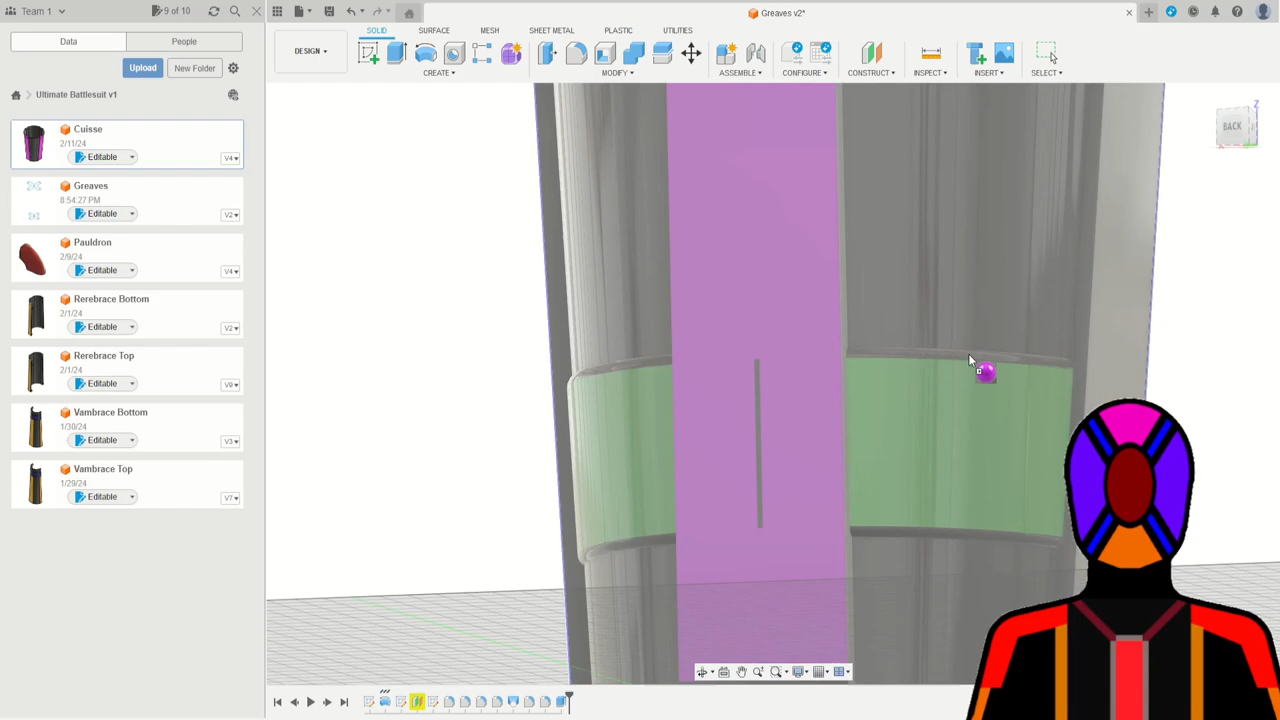 Team 1
9 of 10
Greaves v2*
Data
People
Upload
New Folder
Ultimate Battlesuit v1
Cuisse
2/11/24
Editable
V4
Greaves
8:54:27 PM
Editable
V2
Pauldron
2/9/24
Editable
V4
Rerebrace Bottom
2/1/24
Editable
V2
Rerebrace Top
2/1/24
Editable
V9
Vambrace Bottom
1/30/24
Editable
V3
Vambrace Top
1/29/24
Editable
V7
DESIGN
SOLID
SURFACE
MESH
SHEET METAL
PLASTIC
UTILITIES
CREATE
MODIFY
ASSEMBLE
CONFIGURE
CONSTRUCT
INSPECT
INSERT
SELECT
Z
BACK
X